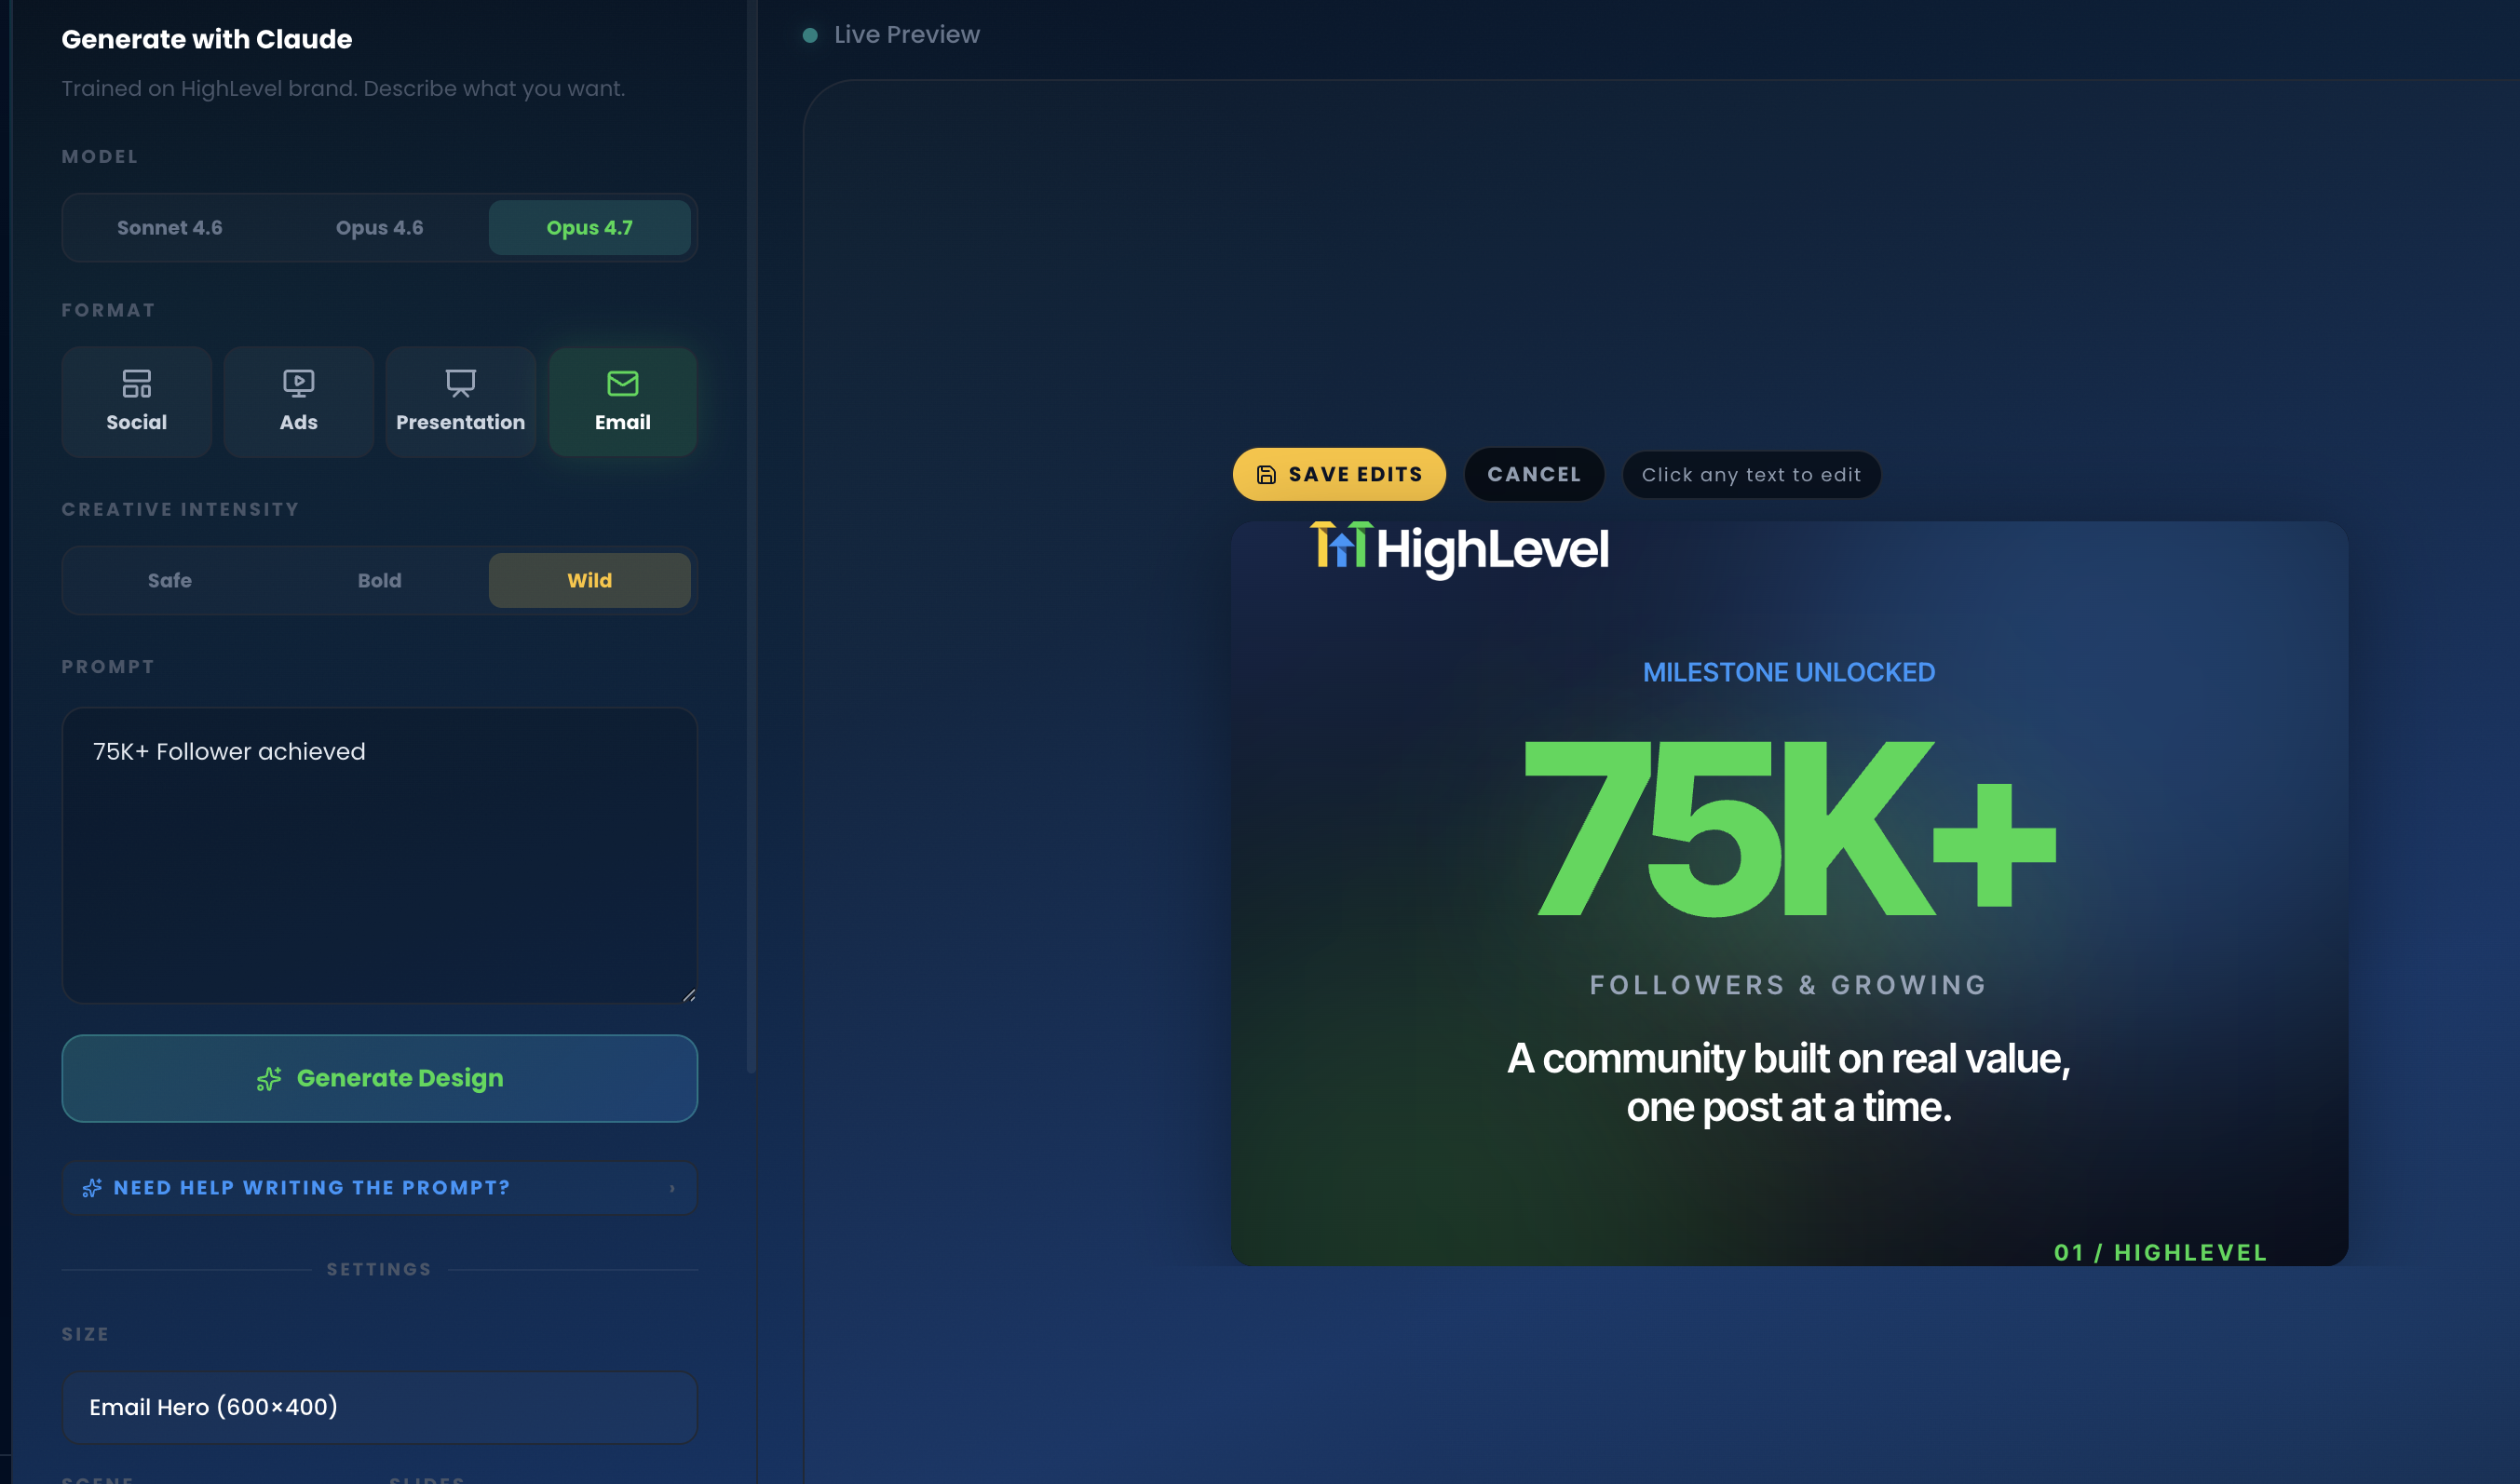 Generate with Claude
Trained on HighLevel brand. Describe what you want.
MODEL
Sonnet 4.6 Opus 4.6 Opus 4.7
FORMAT
Social Ads Presentation Email
CREATIVE INTENSITY
Safe Bold Wild
PROMPT
75K+ Follower achieved
Generate Design
NEED HELP WRITING THE PROMPT? ›
SETTINGS
SIZE
Email Hero (600×400)
SCENE SLIDES
Live Preview
SAVE EDITS CANCEL Click any text to edit
HighLevel
MILESTONE UNLOCKED
75K+
FOLLOWERS & GROWING
A community built on real value,
one post at a time.
01 / HIGHLEVEL